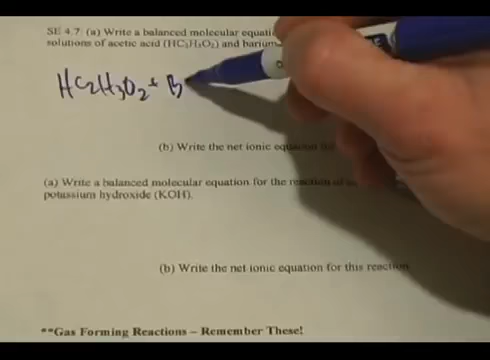 SE 4.7: (a) Write a balanced molecular equati
solutions of acetic acid (HC₂H₃O₂) and barium
HC₂H₃O₂ + B
(b) Write the net ionic equation
(a) Write a balanced molecular equation for the reaction of
potassium hydroxide (KOH).
(b) Write the net ionic equation for this reaction
**Gas Forming Reactions – Remember These!